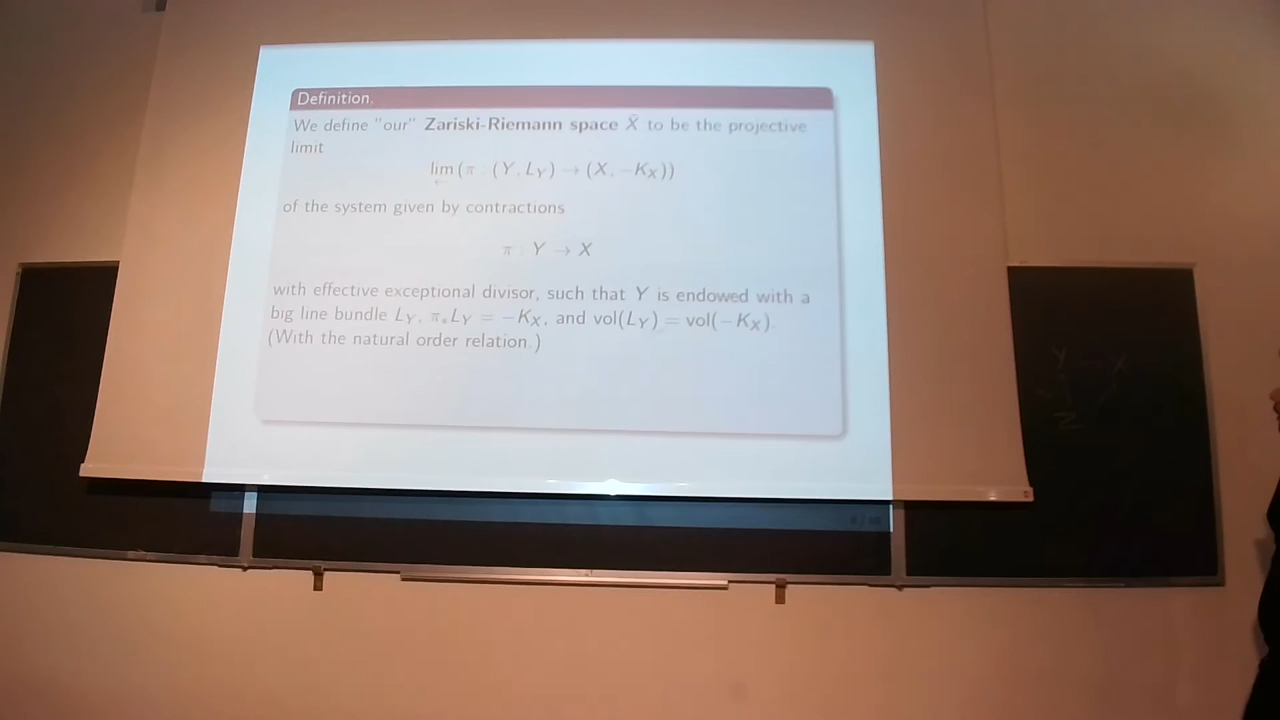 Definition.
We define "our" Zariski-Riemann space X̃ to be the projective
limit
lim← (π : (Y, L_Y) → (X, −K_X))
of the system given by contractions
π : Y → X
with effective exceptional divisor, such that Y is endowed with a
big line bundle L_Y, π∗L_Y = −K_X, and vol(L_Y) = vol(−K_X).
(With the natural order relation.)
Y → X